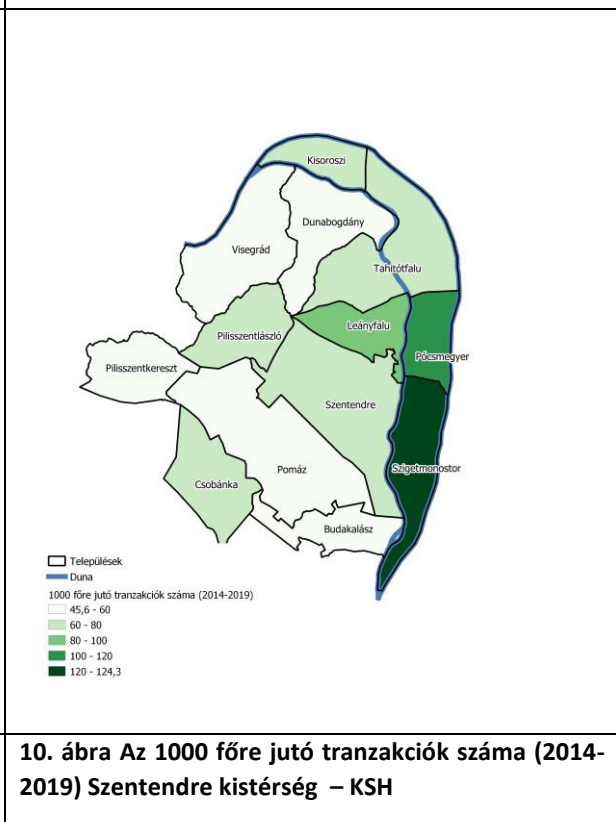 Kisoroszi
Dunabogdány
Visegrád
Tahitótfalu
Leányfalu
Pilisszentlászló
Pócsmegyer
Pilisszentkereszt
Szentendre
Szigetmonostor
Pomáz
Csobánka
Budakalász
Települések
Duna
1000 főre jutó tranzakciók száma (2014-2019)
45,6 - 60
60 - 80
80 - 100
100 - 120
120 - 124,3
10. ábra Az 1000 főre jutó tranzakciók száma (2014-
2019) Szentendre kistérség – KSH